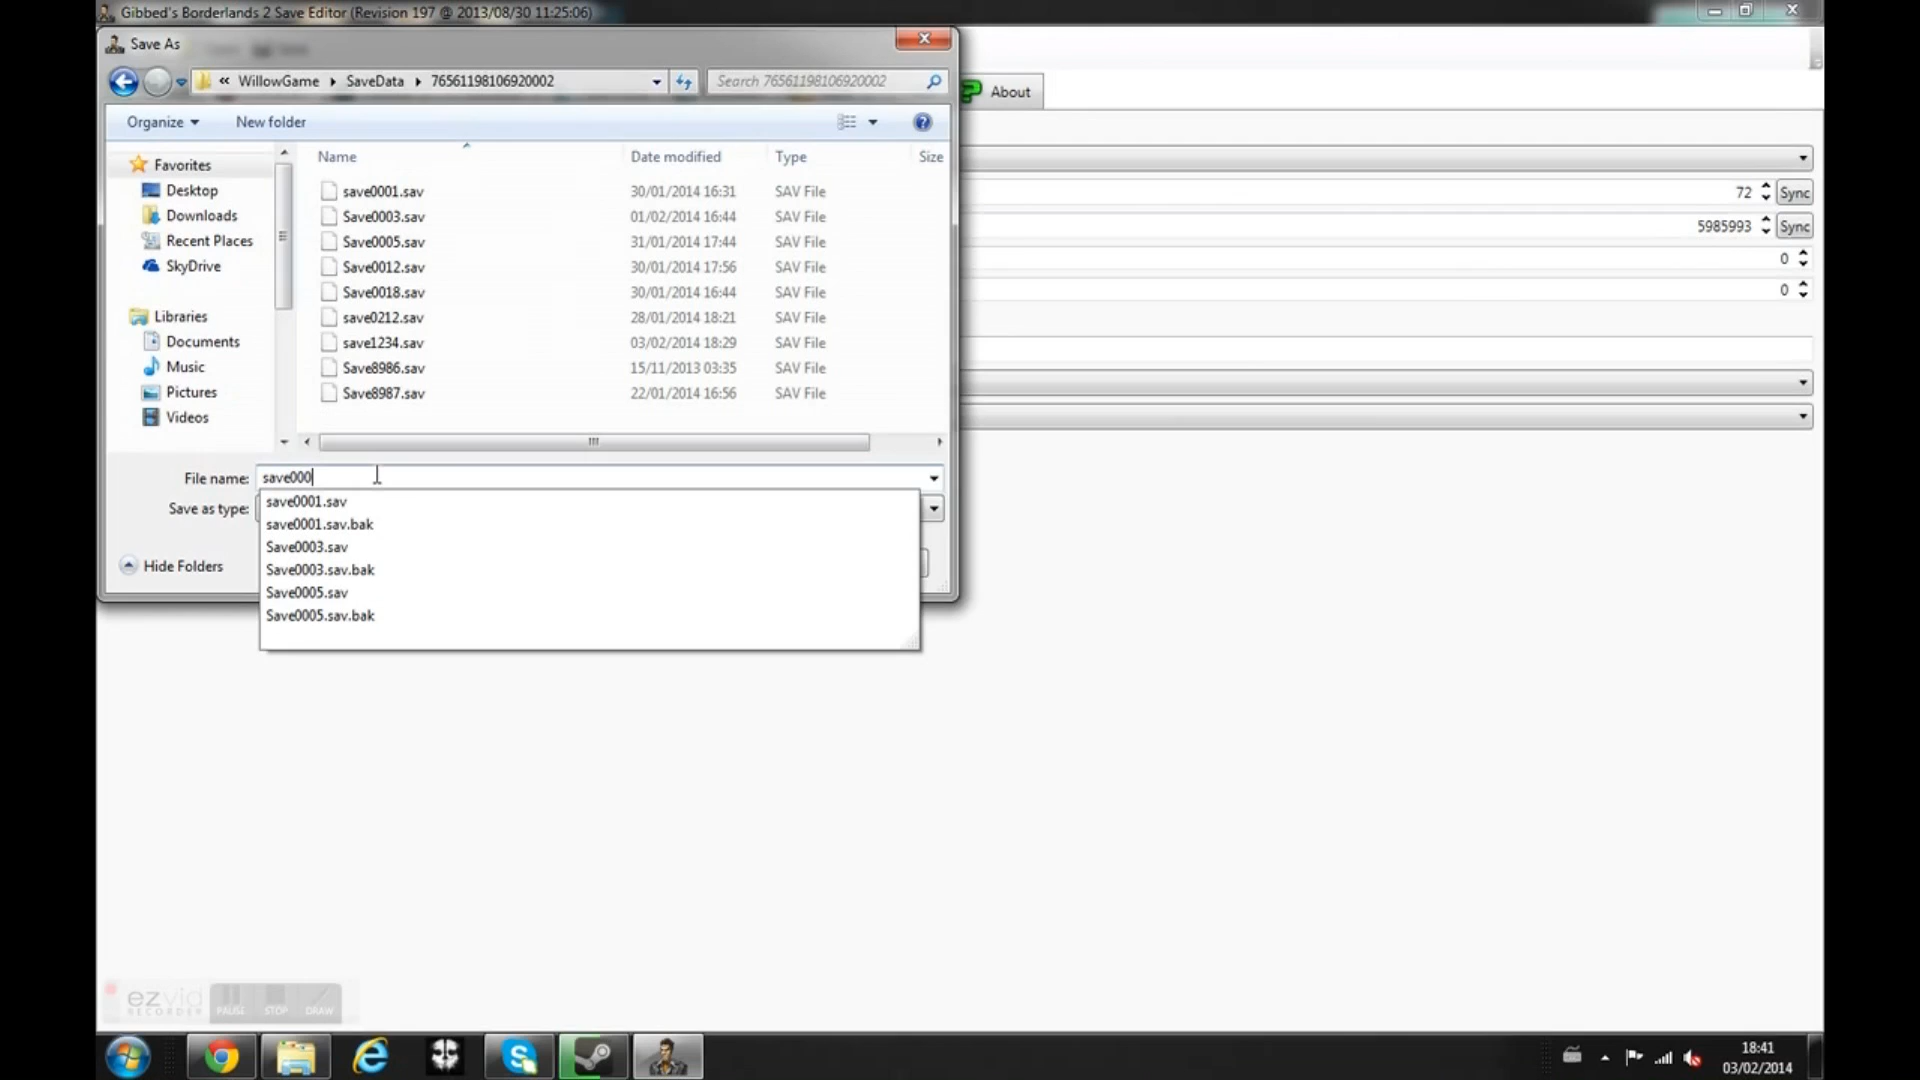 Gibbed's Borderlands 2 Save Editor (Revision 197 @ 2013/08/30 11:25:06)
Save As
« WillowGame SaveData 76561198106920002
Search 76561198106920002
About
Organize New folder
Name Date modified Type Size
Favorites
Desktop
Downloads
Recent Places
SkyDrive
Libraries
Documents
Music
Pictures
Videos
save0001.sav 30/01/2014 16:31 SAV File
Save0003.sav 01/02/2014 16:44 SAV File
Save0005.sav 31/01/2014 17:44 SAV File
Save0012.sav 30/01/2014 17:56 SAV File
Save0018.sav 30/01/2014 16:44 SAV File
save0212.sav 28/01/2014 18:21 SAV File
save1234.sav 03/02/2014 18:29 SAV File
Save8986.sav 15/11/2013 03:35 SAV File
Save8987.sav 22/01/2014 16:56 SAV File
72 Sync
5985993 Sync
0
0
File name: save000
Save as type:
save0001.sav
save0001.sav.bak
Save0003.sav
Save0003.sav.bak
Save0005.sav
Save0005.sav.bak
Hide Folders
ezvid
RECORDER
PAUSE STOP DRAW
18:41
03/02/2014